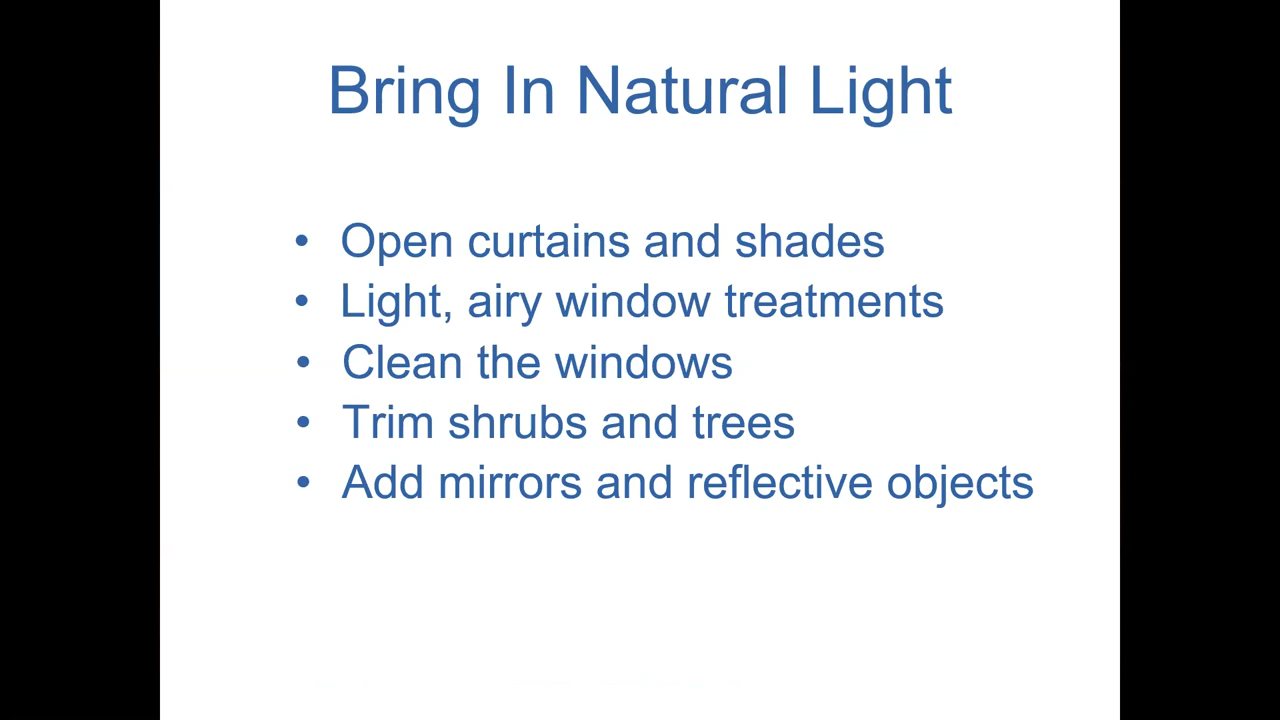 Bring In Natural Light
• Open curtains and shades
• Light, airy window treatments
• Clean the windows
• Trim shrubs and trees
• Add mirrors and reflective objects